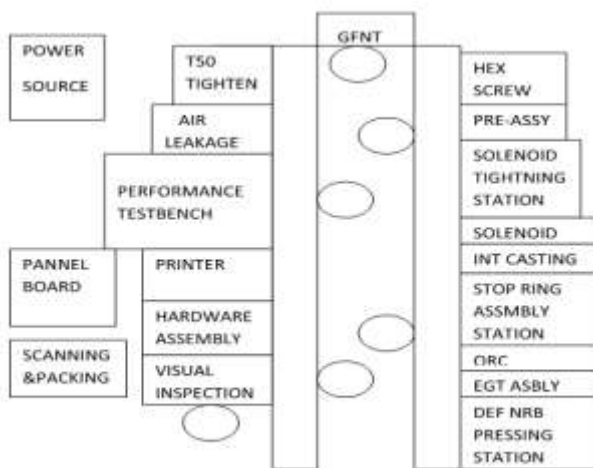 GFNT
POWER
SOURCE
T50
TIGHTEN
AIR
LEAKAGE
PERFORMANCE
TESTBENCH
PANNEL
BOARD
PRINTER
HARDWARE
ASSEMBLY
SCANNING
&PACKING
VISUAL
INSPECTION
HEX
SCREW
PRE-ASSY
SOLENOID
TIGHTNING
STATION
SOLENOID
INT CASTING
STOP RING
ASSMBLY
STATION
ORC
EGT ASBLY
DEF NRB
PRESSING
STATION